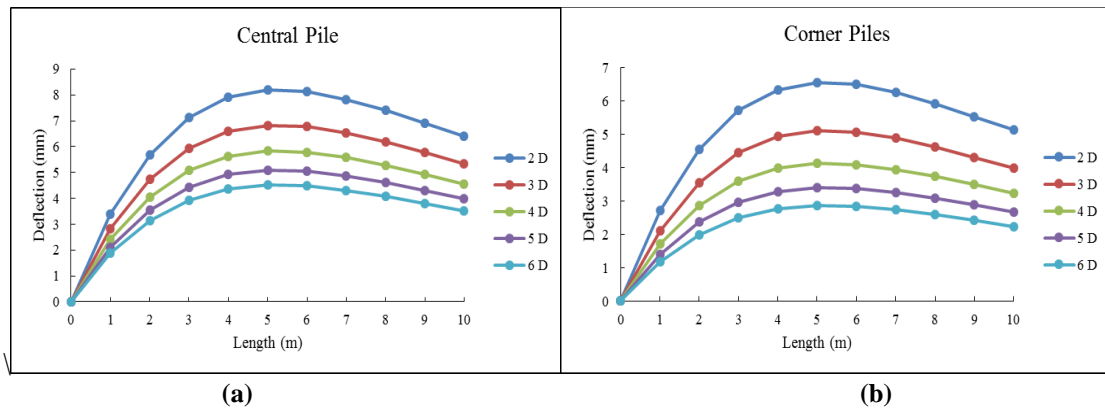 Central Pile
9
8
7
6
5
4
3
2
1
0
Deflection (mm)
0 1 2 3 4 5 6 7 8 9 10
Length (m)
2 D
3 D
4 D
5 D
6 D
(a)
Corner Piles
7
6
5
4
3
2
1
0
Deflection (mm)
0 1 2 3 4 5 6 7 8 9 10
Length (m)
2 D
3 D
4 D
5 D
6 D
(b)